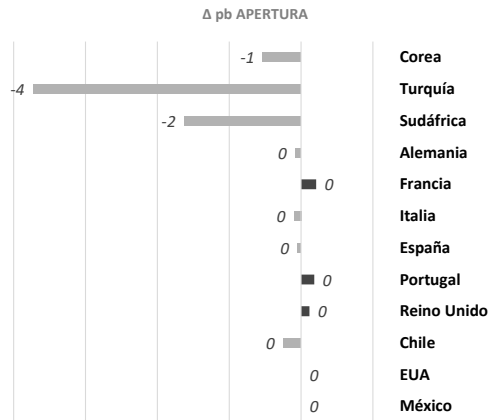 Δ pb APERTURA
-1 Corea
-4 Turquía
-2 Sudáfrica
0 Alemania
0 Francia
0 Italia
0 España
0 Portugal
0 Reino Unido
0 Chile
0 EUA
0 México